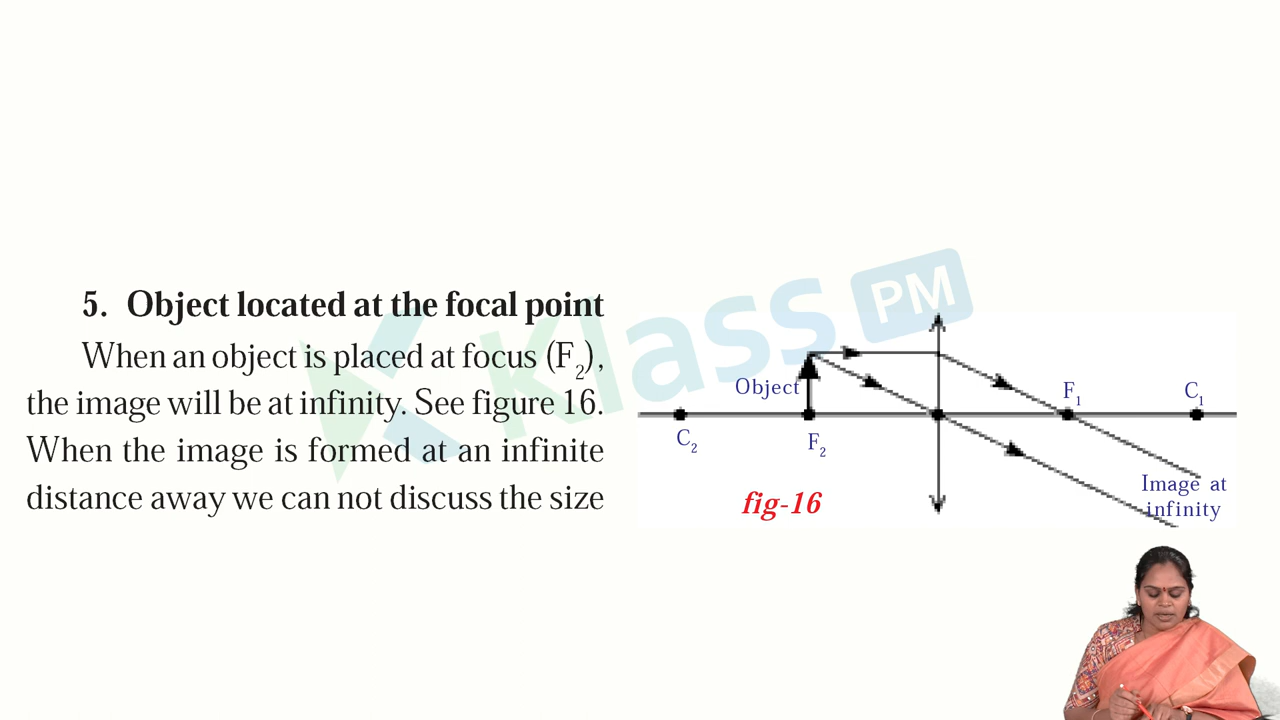 5. Object located at the focal point
When an object is placed at focus (F₂),
the image will be at infinity. See figure 16.
When the image is formed at an infinite
distance away we can not discuss the size
Klass PM
Object
C₂
F₂
F₁
C₁
Image at
infinity
fig-16